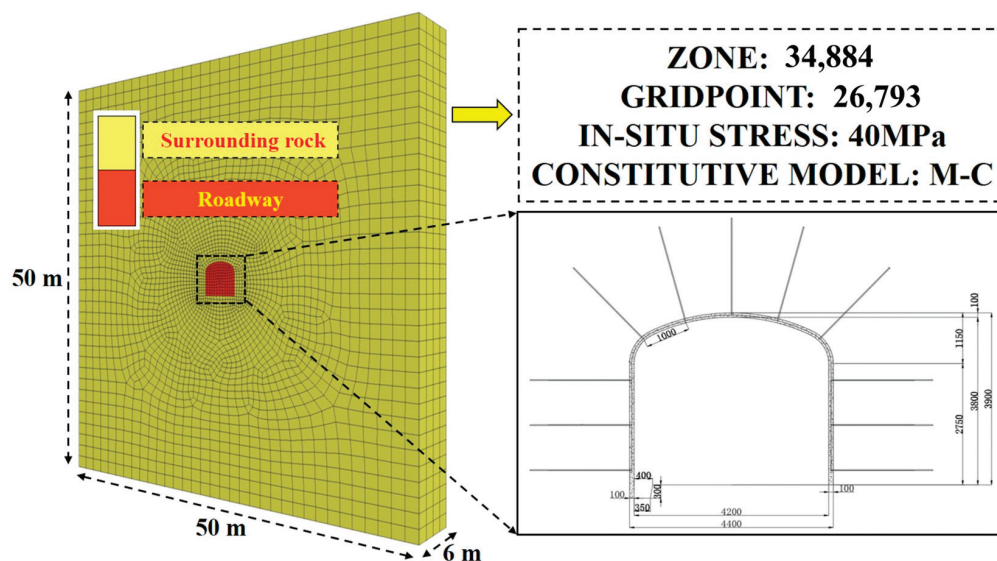 Surrounding rock
Roadway
50 m
50 m
6 m
ZONE: 34,884
GRIDPOINT: 26,793
IN-SITU STRESS: 40MPa
CONSTITUTIVE MODEL: M-C
1000
100
1150
2750
3800
3900
400
100
300
350
100
4200
4400